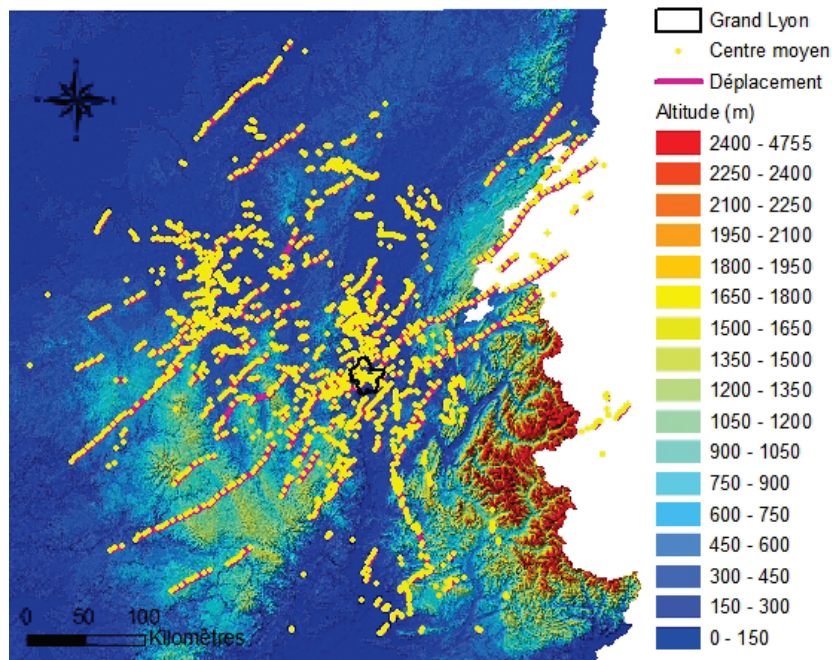 Grand Lyon
Centre moyen
Déplacement
Altitude (m)
2400 - 4755
2250 - 2400
2100 - 2250
1950 - 2100
1800 - 1950
1650 - 1800
1500 - 1650
1350 - 1500
1200 - 1350
1050 - 1200
900 - 1050
750 - 900
600 - 750
450 - 600
300 - 450
150 - 300
0 - 150
0 50 100
Kilomètres